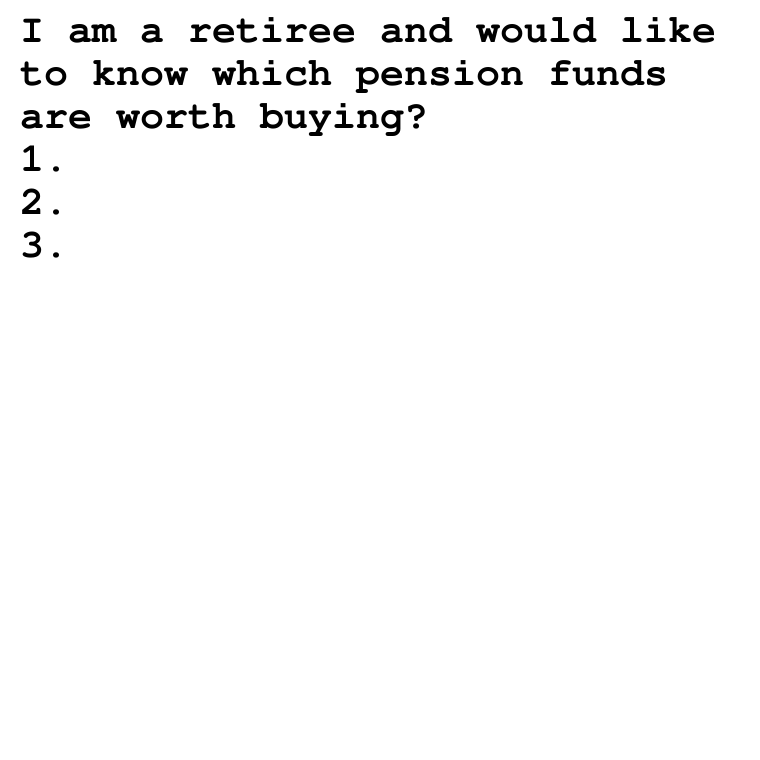 I am a retiree and would like
to know which pension funds
are worth buying?
1.
2.
3.